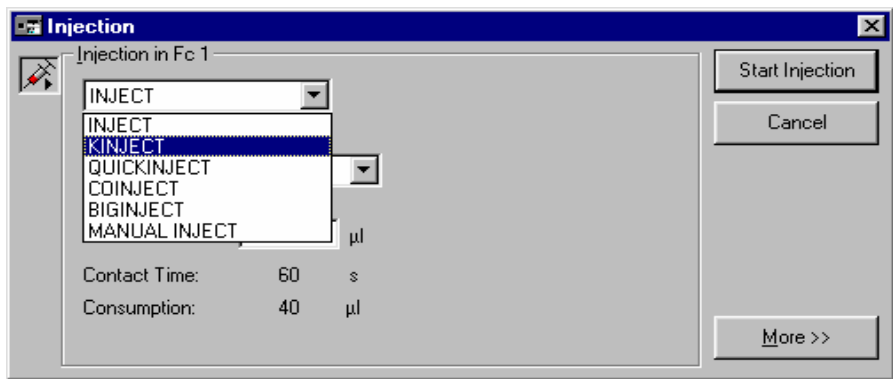 Injection
Injection in Fc 1
INJECT
INJECT
KINJECT
QUICKINJECT
COINJECT
BIGINJECT
MANUAL INJECT
µl
Contact Time: 60 s
Consumption: 40 µl
Start Injection
Cancel
More >>